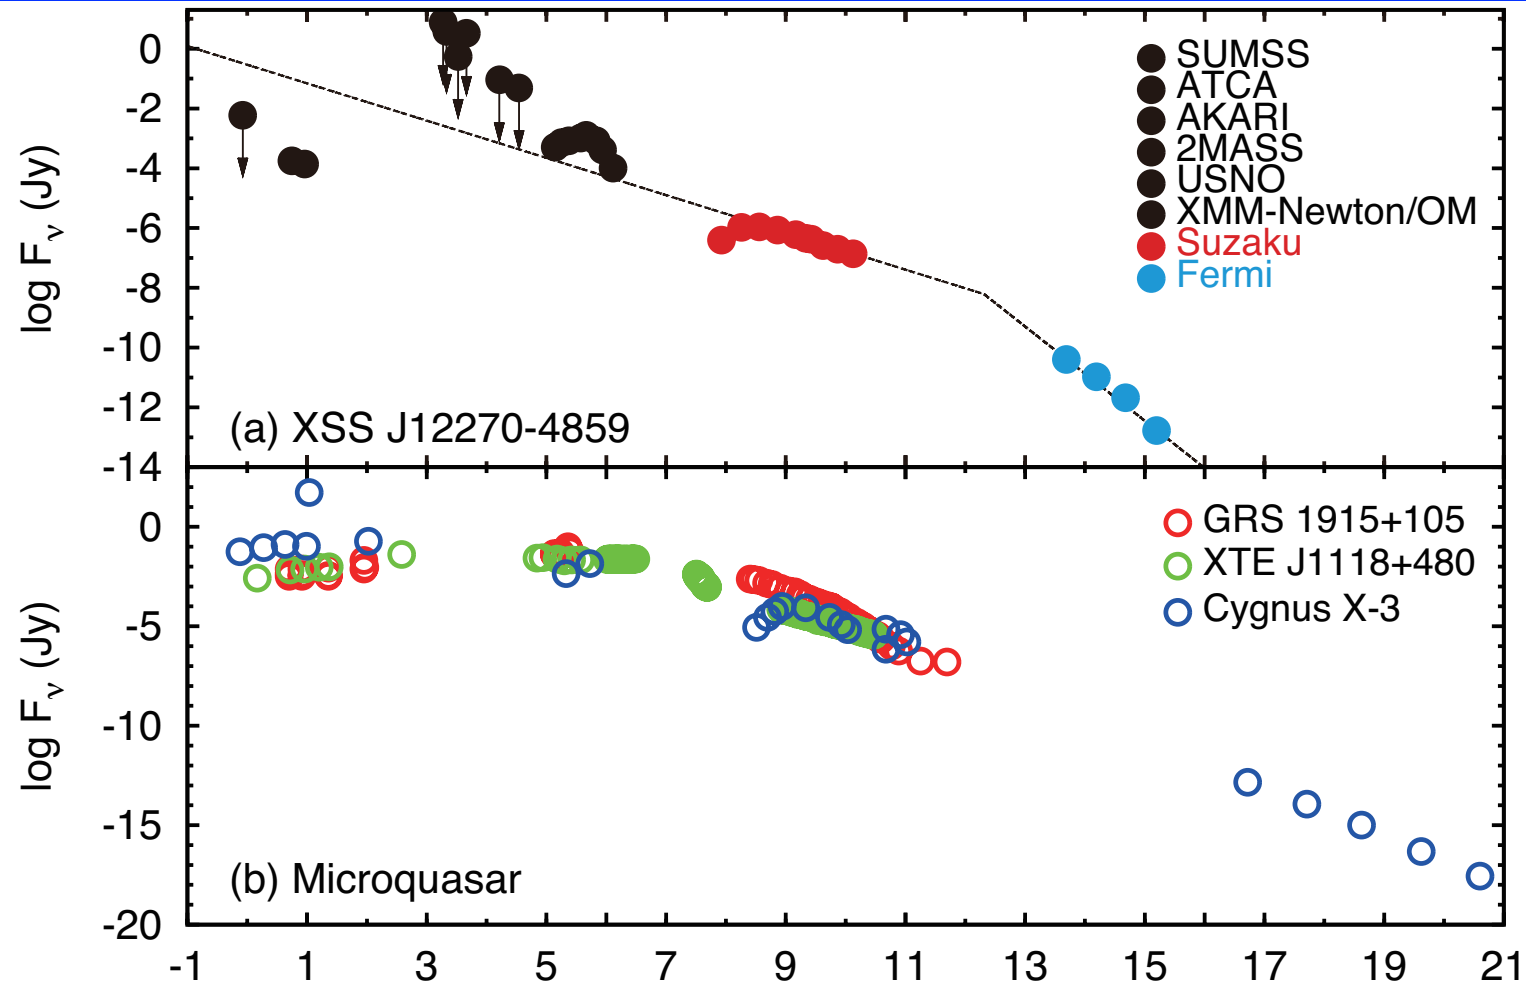 0
-2
-4
-6
-8
-10
-12
-14
log Fν (Jy)
SUMSS
ATCA
AKARI
2MASS
USNO
XMM-Newton/OM
Suzaku
Fermi
(a) XSS J12270-4859
0
-5
-10
-15
-20
log Fν (Jy)
GRS 1915+105
XTE J1118+480
Cygnus X-3
(b) Microquasar
-1 1 3 5 7 9 11 13 15 17 19 21